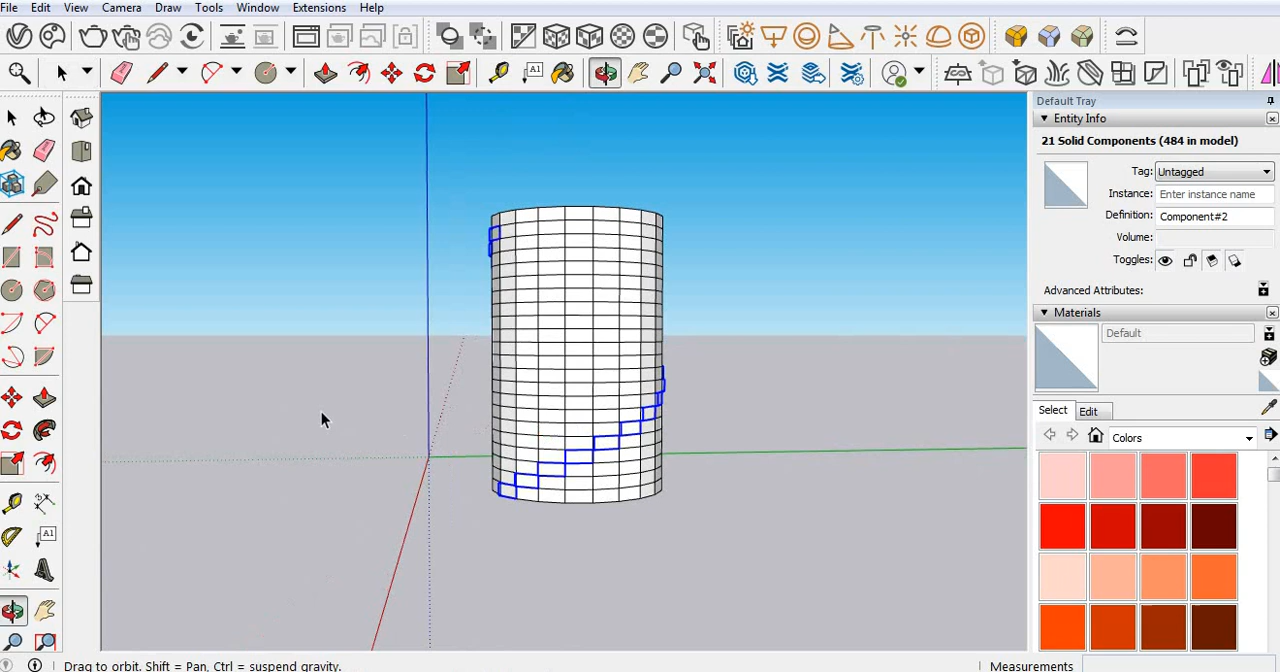 File Edit View Camera Draw Tools Window Extensions Help
A1
Default Tray
Entity Info
21 Solid Components (484 in model)
Tag: Untagged
Instance: Enter instance name
Definition: Component#2
Volume:
Toggles:
Advanced Attributes:
Materials
Default
Select Edit
Colors
A1
Drag to orbit. Shift = Pan, Ctrl = suspend gravity.
Measurements